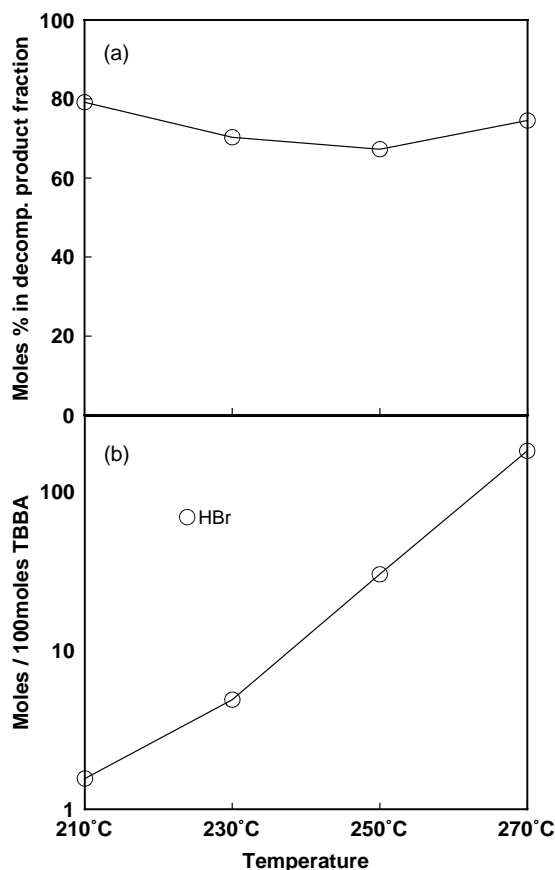 100
(a)
80
60
40
20
0
Moles % in decomp. product fraction
(b)
100
HBr
10
1
Moles / 100moles TBBA
210˚C 230˚C 250˚C 270˚C
Temperature